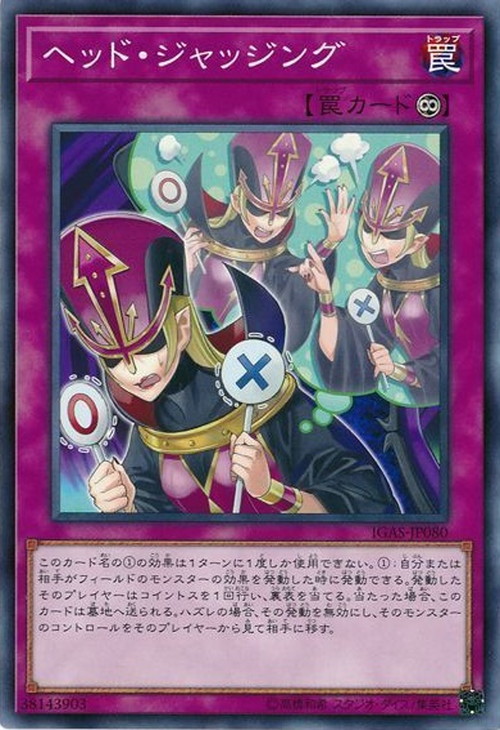 ヘッド・ジャッジング
トラップ
罠
トラップ
【罠カード】
IGAS-JP080
このカード名の①の効果は1ターンに1度しか使用できない。①:自分または
相手がフィールドのモンスターの効果を発動した時に発動できる。発動した
そのプレイヤーはコイントスを1回行い、裏表を当てる。当たった場合、この
カードは墓地へ送られる。ハズレの場合、その発動を無効にし、そのモンスター
のコントロールをそのプレイヤーから見て相手に移す。
38143903
©高橋和希 スタジオ・ダイス/集英社